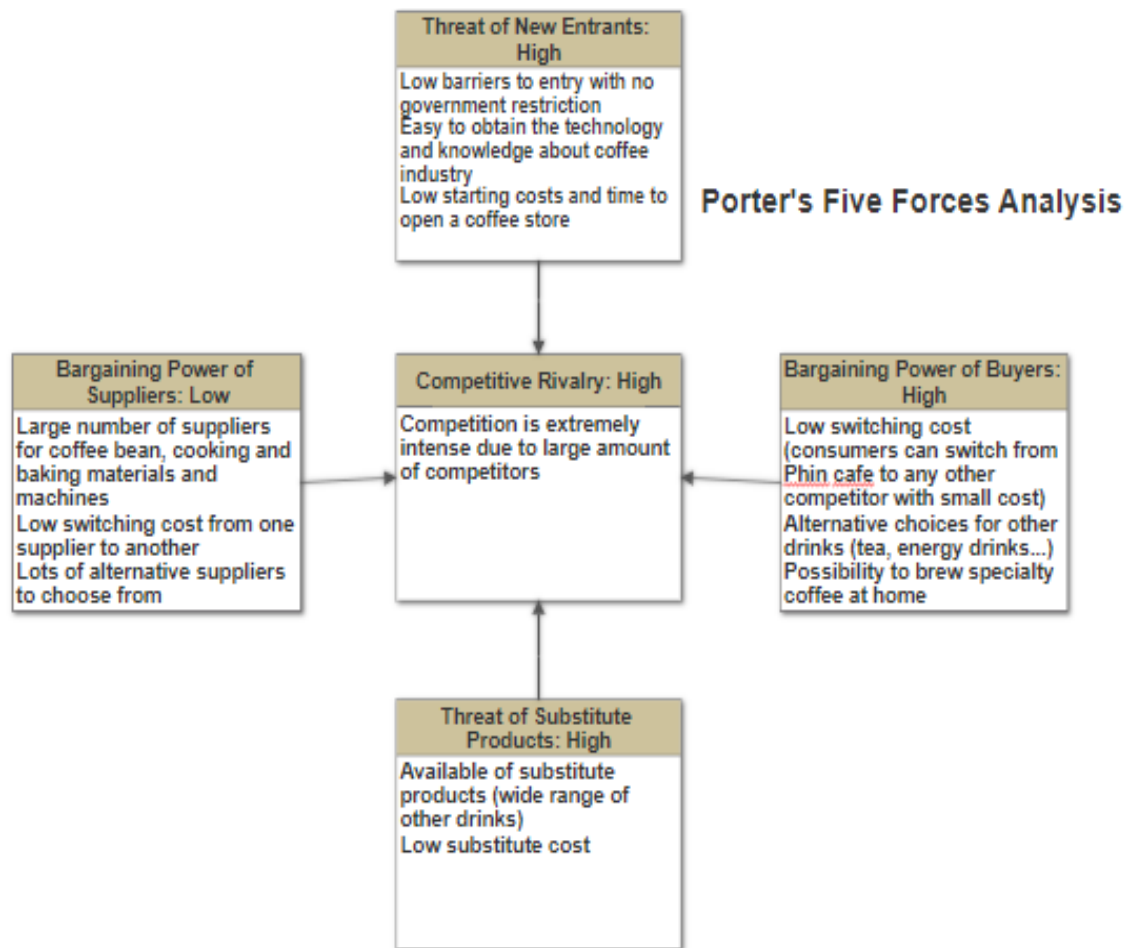 Threat of New Entrants:
High
Low barriers to entry with no
government restriction
Easy to obtain the technology
and knowledge about coffee
industry
Low starting costs and time to
open a coffee store
Porter's Five Forces Analysis
Bargaining Power of
Suppliers: Low
Large number of suppliers
for coffee bean, cooking and
baking materials and
machines
Low switching cost from one
supplier to another
Lots of alternative suppliers
to choose from
Competitive Rivalry: High
Competition is extremely
intense due to large amount
of competitors
Bargaining Power of Buyers:
High
Low switching cost
(consumers can switch from
Phin cafe to any other
competitor with small cost)
Alternative choices for other
drinks (tea, energy drinks...)
Possibility to brew specialty
coffee at home
Threat of Substitute
Products: High
Available of substitute
products (wide range of
other drinks)
Low substitute cost